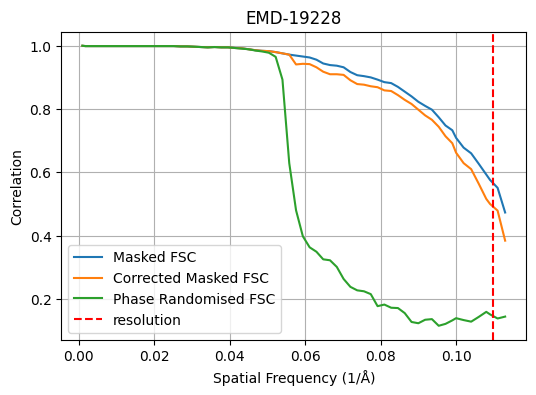 EMD-19228
1.0
0.8
0.6
0.4
0.2
Correlation
Masked FSC
Corrected Masked FSC
Phase Randomised FSC
resolution
0.00 0.02 0.04 0.06 0.08 0.10
Spatial Frequency (1/Å)